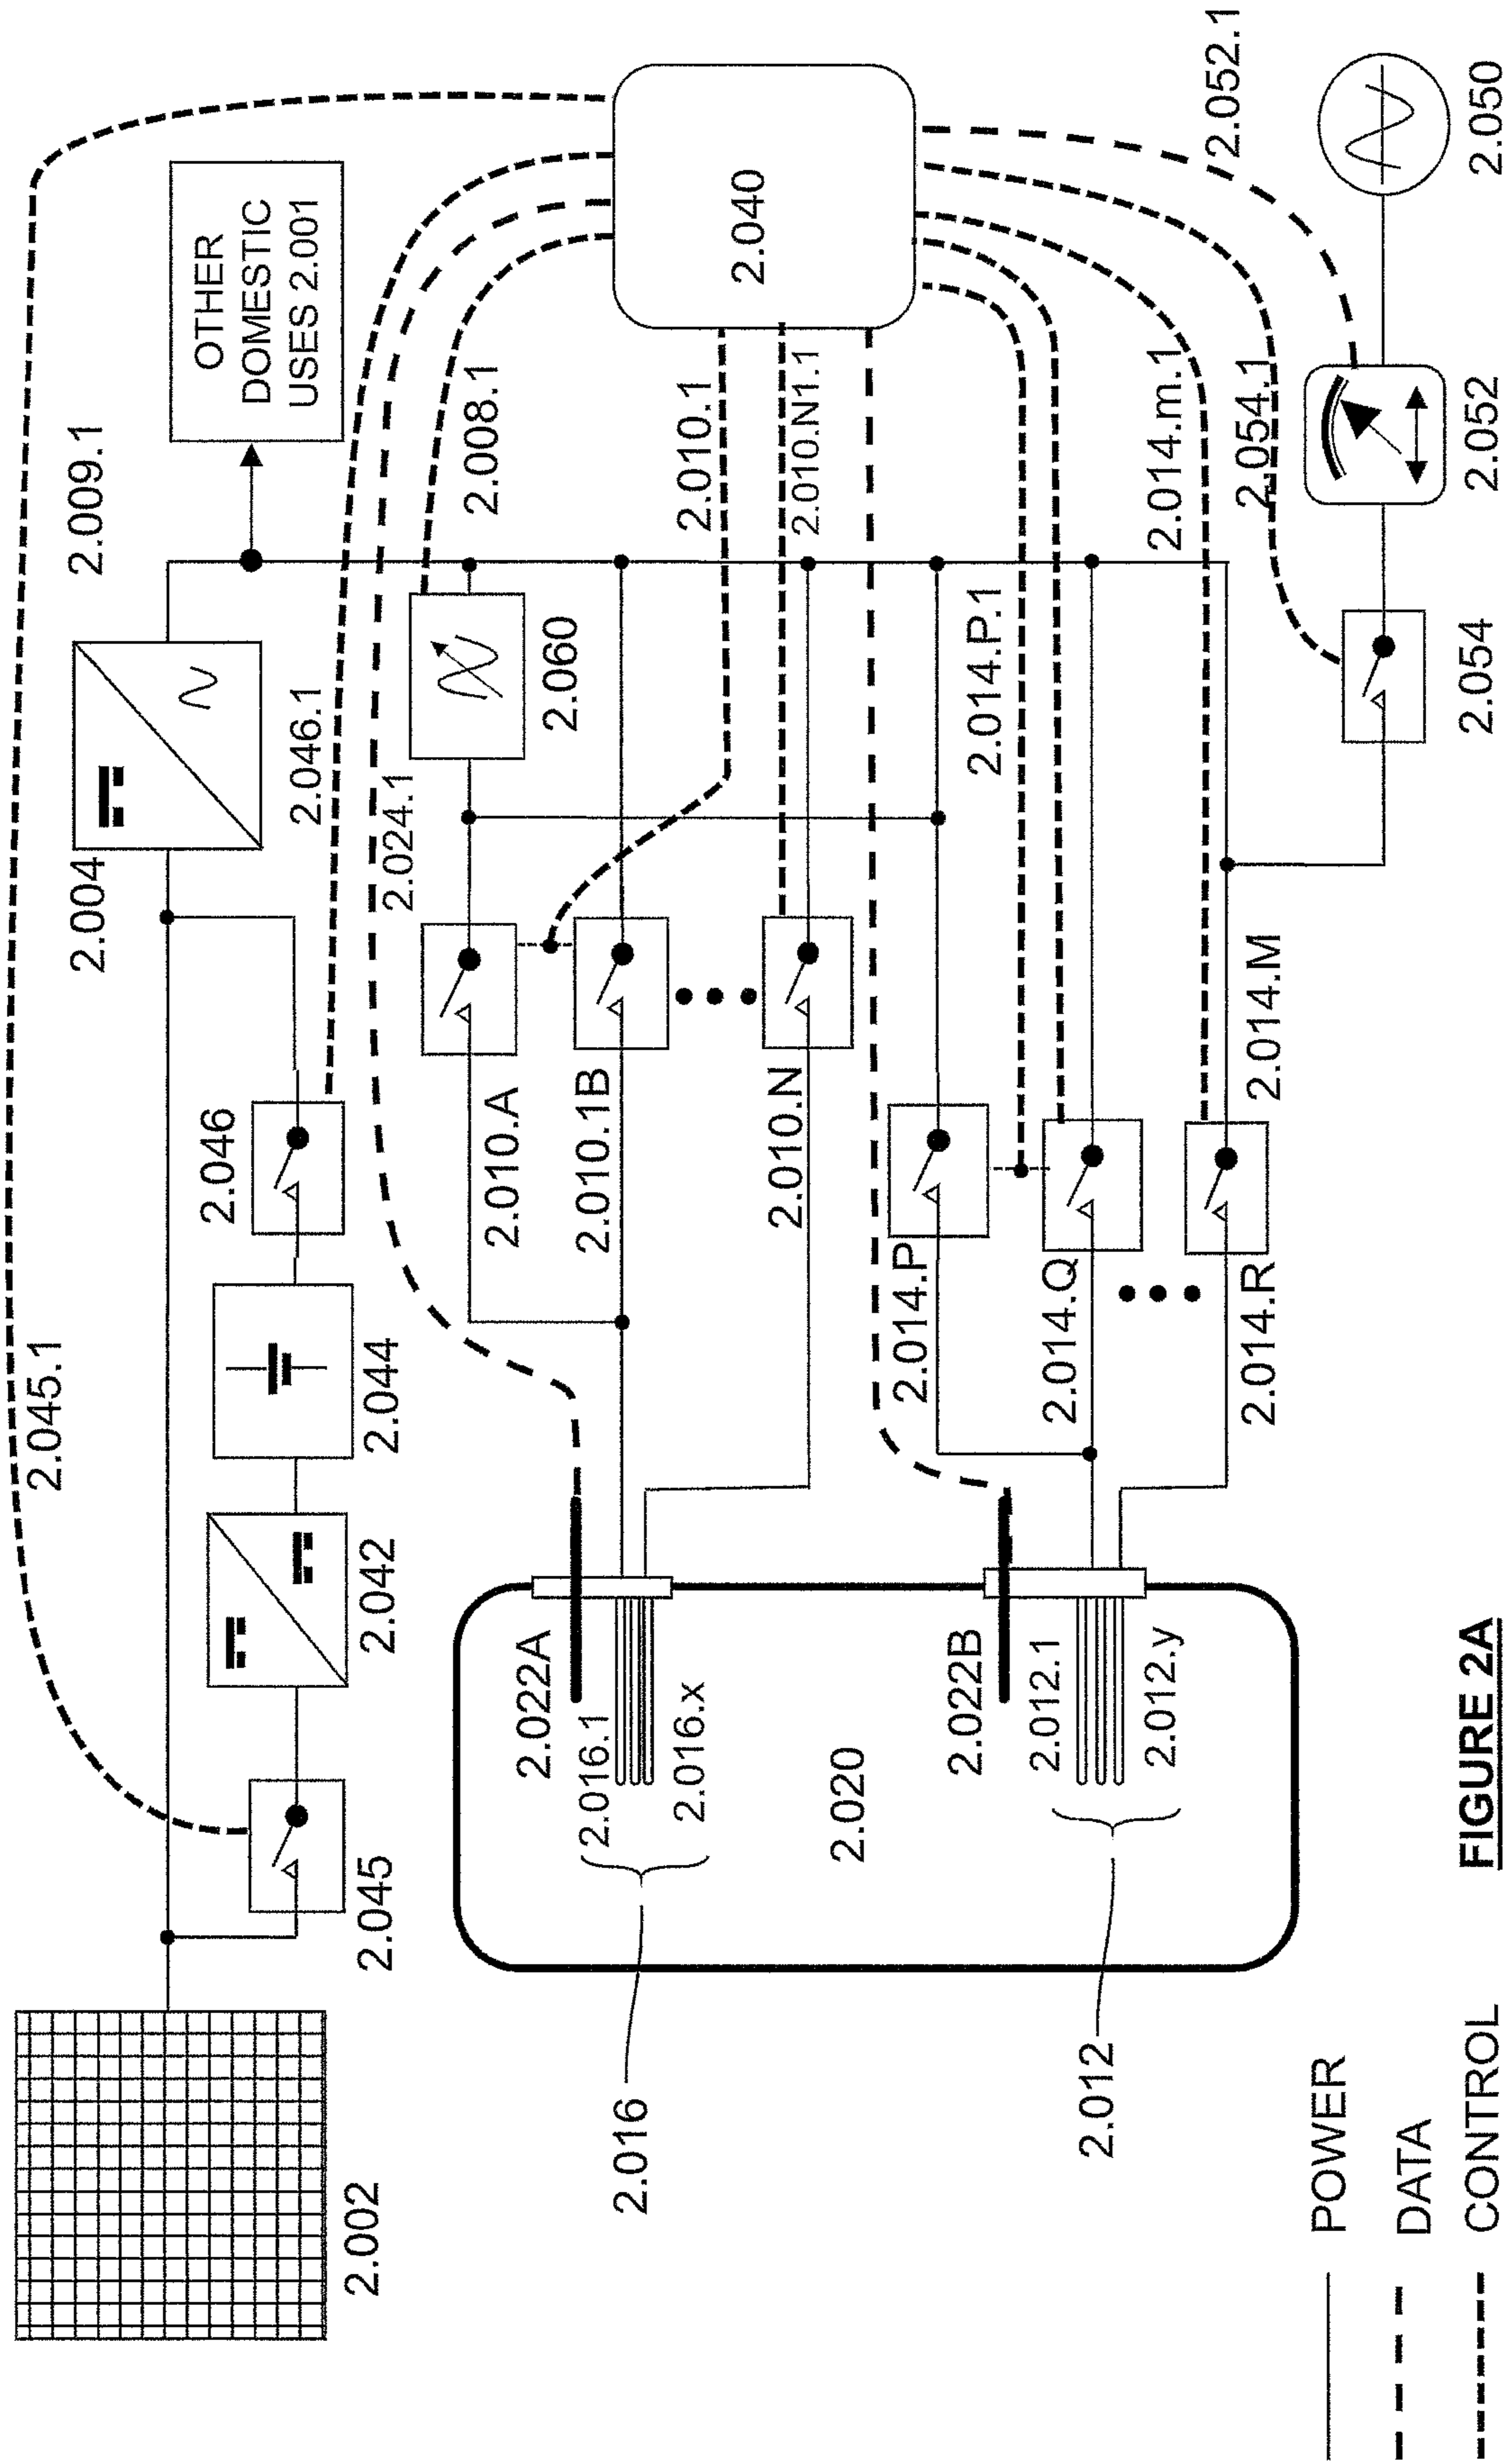 2.045.1
2.009.1
OTHER
DOMESTIC
USES 2.001
2.004
2.046.1
2.046
2.044
2.042
2.045
2.002
2.024.1
2.008.1
2.060
2.010.1
2.010.N1.1
2.040
2.052.1
2.010.A
2.010.1B
2.010.N
2.022A
2.016.1
2.016.x
2.016
2.020
2.022B
2.012.1
2.012.y
2.012
2.014.P
2.014.Q
2.014.R
2.014.P.1
2.014.M
2.014.m.1
2.054.1
2.054
2.052
2.050
POWER
DATA
CONTROL
FIGURE 2A